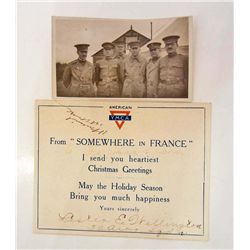 AMERICAN
YMCA
From "SOMEWHERE in FRANCE"
I send you heartiest
Christmas Greetings
May the Holiday Season
Bring you much happiness
Yours sincerely